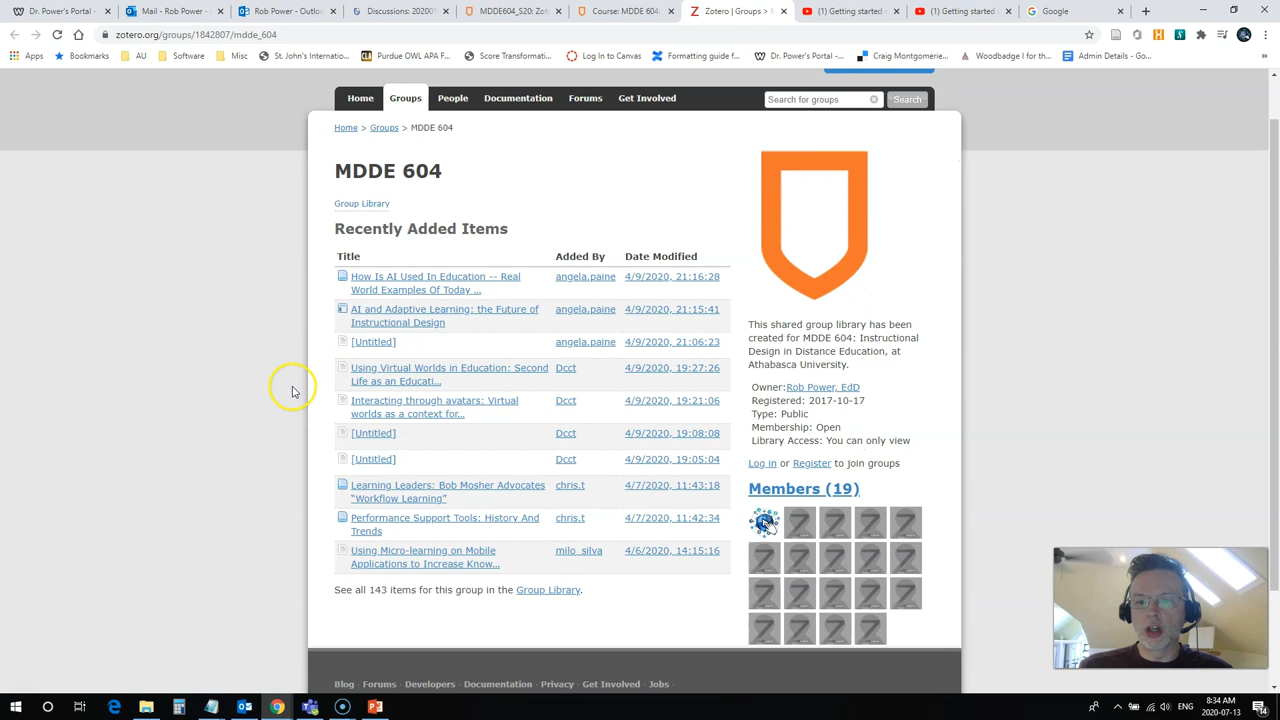 Dr. Power's Portal
Mail - Rob Power -
Rob Power - Outloo
Discussions: 20200
MDDE604_S20:
Course: MDDE 604
Zotero | Groups >
(1) Getting started
(1) Getting started
Google
zotero.org/groups/1842807/mdde_604
Apps
Bookmarks
AU
Software
Misc
St. John's Internatio...
Purdue OWL APA F...
Score Transformati...
Log In to Canvas
Formatting guide f...
Dr. Power's Portal -...
Craig Montgomerie...
Woodbadge I for th...
Admin Details - Go...
Home
Groups
People
Documentation
Forums
Get Involved
Search for groups
Search
Home > Groups > MDDE 604
MDDE 604
Group Library
Recently Added Items
Title Added By Date Modified
How Is AI Used In Education -- Real
World Examples Of Today ...
angela.paine 4/9/2020, 21:16:28
AI and Adaptive Learning: the Future of
Instructional Design
angela.paine 4/9/2020, 21:15:41
[Untitled] angela.paine 4/9/2020, 21:06:23
Using Virtual Worlds in Education: Second
Life as an Educati...
Dcct 4/9/2020, 19:27:26
Interacting through avatars: Virtual
worlds as a context for...
Dcct 4/9/2020, 19:21:06
[Untitled] Dcct 4/9/2020, 19:08:08
[Untitled] Dcct 4/9/2020, 19:05:04
Learning Leaders: Bob Mosher Advocates
“Workflow Learning”
chris.t 4/7/2020, 11:43:18
Performance Support Tools: History And
Trends
chris.t 4/7/2020, 11:42:34
Using Micro-learning on Mobile
Applications to Increase Know...
milo_silva 4/6/2020, 14:15:16
See all 143 items for this group in the Group Library.
This shared group library has been
created for MDDE 604: Instructional
Design in Distance Education, at
Athabasca University.
Owner:Rob Power, EdD
Registered: 2017-10-17
Type: Public
Membership: Open
Library Access: You can only view
Log in or Register to join groups
Members (19)
Blog · Forums · Developers · Documentation · Privacy · Get Involved · Jobs ·
ENG
8:34 AM
2020-07-13